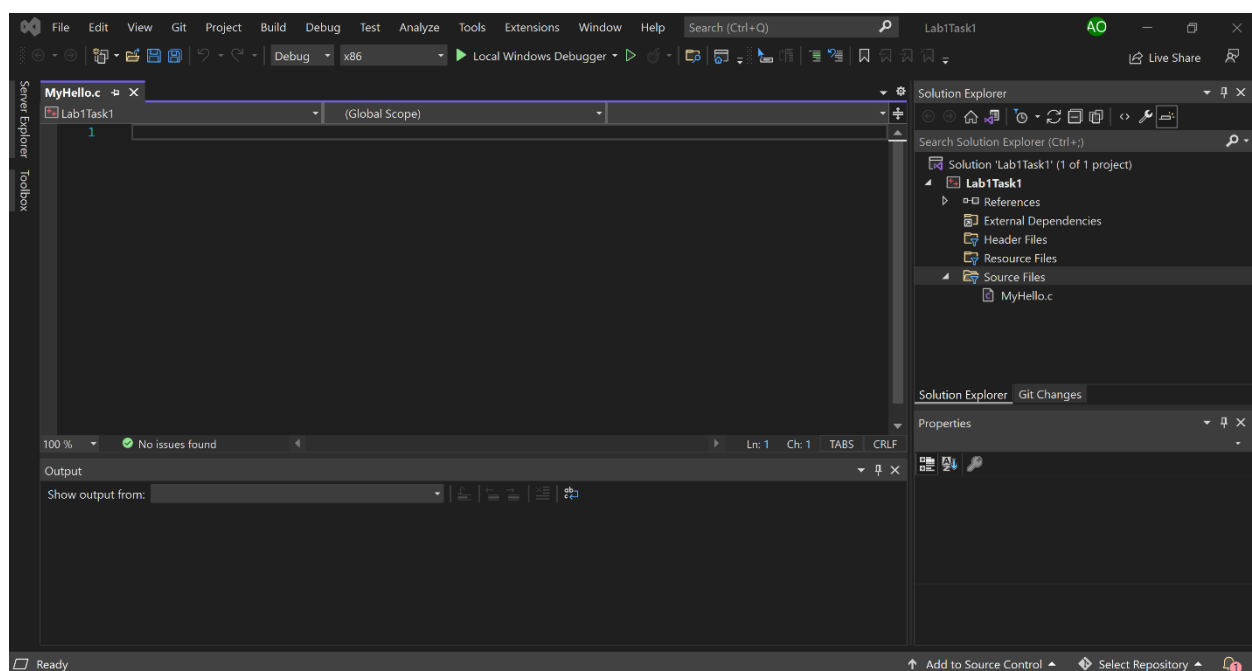 File Edit View Git Project Build Debug Test Analyze Tools Extensions Window Help Search (Ctrl+Q) Lab1Task1 AO
Debug x86 Local Windows Debugger Live Share
Server Explorer
Toolbox
MyHello.c
Lab1Task1 (Global Scope)
1
100 % No issues found Ln: 1 Ch: 1 TABS CRLF
Output
Show output from:
Solution Explorer
Search Solution Explorer (Ctrl+;)
Solution 'Lab1Task1' (1 of 1 project)
Lab1Task1
References
External Dependencies
Header Files
Resource Files
Source Files
MyHello.c
Solution Explorer Git Changes
Properties
Ready Add to Source Control Select Repository 1